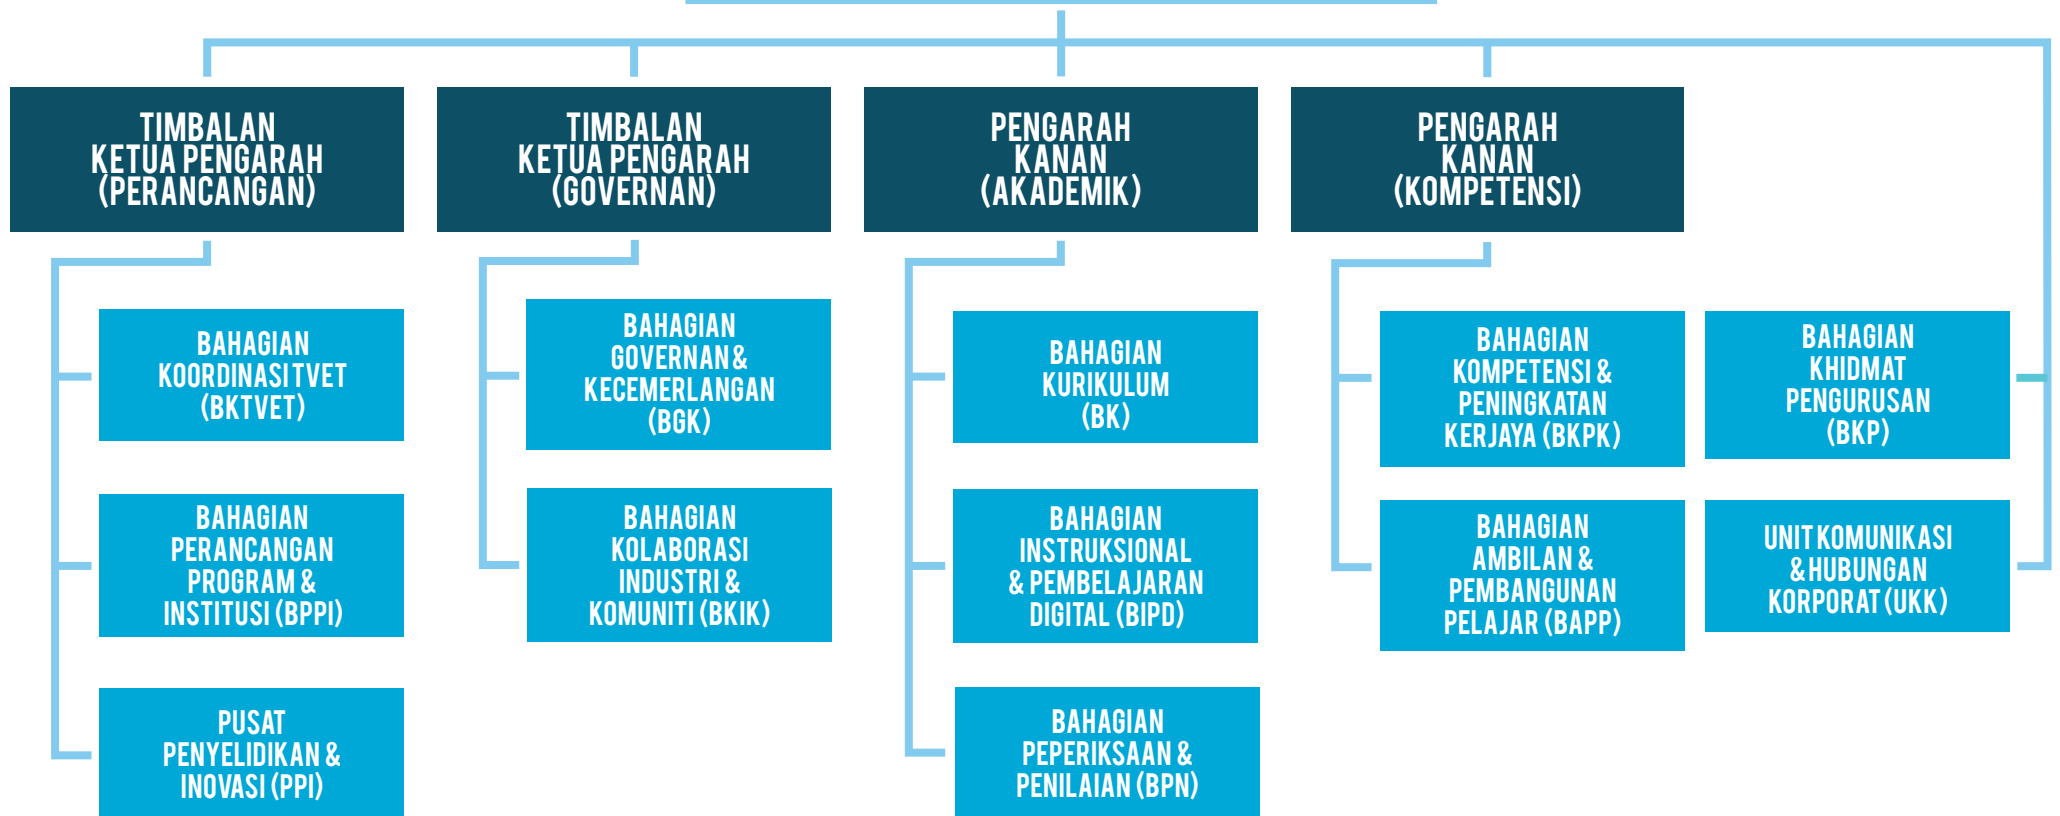 TIMBALAN
KETUA PENGARAH
(PERANCANGAN)
TIMBALAN
KETUA PENGARAH
(GOVERNAN)
PENGARAH
KANAN
(AKADEMIK)
PENGARAH
KANAN
(KOMPETENSI)
BAHAGIAN
KOORDINASI TVET
(BKTVET)
BAHAGIAN
PERANCANGAN
PROGRAM &
INSTITUSI (BPPI)
PUSAT
PENYELIDIKAN &
INOVASI (PPI)
BAHAGIAN
GOVERNAN &
KECEMERLANGAN
(BGK)
BAHAGIAN
KOLABORASI
INDUSTRI &
KOMUNITI (BKIK)
BAHAGIAN
KURIKULUM
(BK)
BAHAGIAN
INSTRUKSIONAL
& PEMBELAJARAN
DIGITAL (BIPD)
BAHAGIAN
PEPERIKSAAN &
PENILAIAN (BPN)
BAHAGIAN
KOMPETENSI &
PENINGKATAN
KERJAYA (BKPK)
BAHAGIAN
AMBILAN &
PEMBANGUNAN
PELAJAR (BAPP)
BAHAGIAN
KHIDMAT
PENGURUSAN
(BKP)
UNIT KOMUNIKASI
& HUBUNGAN
KORPORAT (UKK)